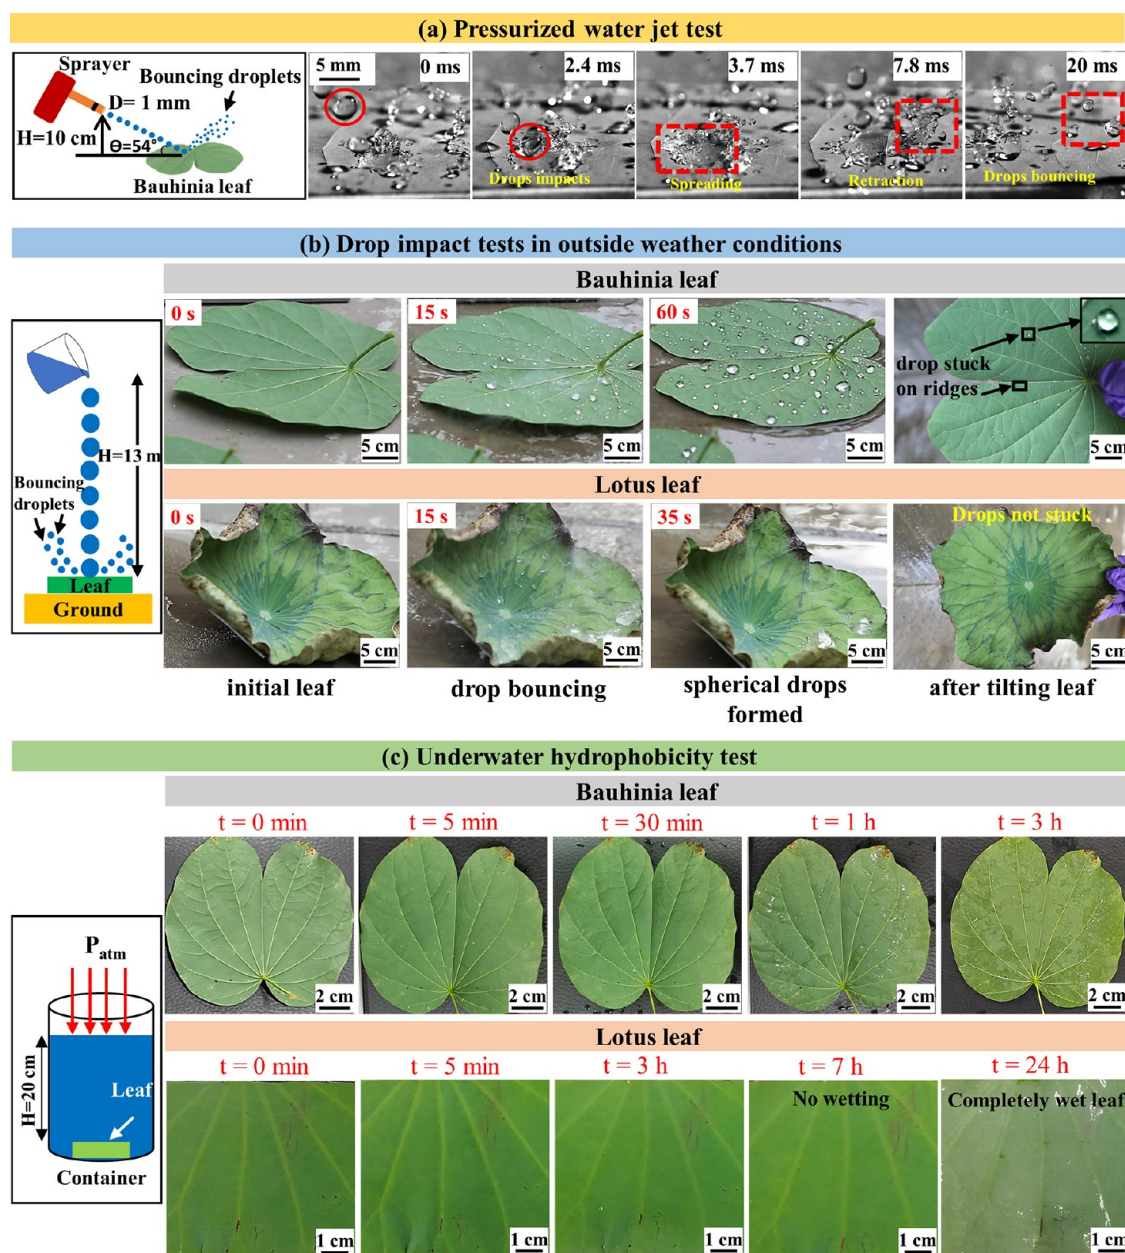 (a) Pressurized water jet test
Sprayer
Bouncing droplets
D= 1 mm
H=10 cm
Θ=54°
Bauhinia leaf
5 mm
0 ms
2.4 ms
Drops impacts
3.7 ms
Spreading
7.8 ms
Retraction
20 ms
Drops bouncing
(b) Drop impact tests in outside weather conditions
Bauhinia leaf
H=13 m
Bouncing
droplets
Leaf
Ground
0 s
5 cm
15 s
5 cm
60 s
5 cm
drop stuck
on ridges
5 cm
Lotus leaf
0 s
5 cm
15 s
5 cm
35 s
5 cm
Drops not stuck
5 cm
initial leaf
drop bouncing
spherical drops
formed
after tilting leaf
(c) Underwater hydrophobicity test
Bauhinia leaf
t = 0 min
t = 5 min
t = 30 min
t = 1 h
t = 3 h
2 cm
2 cm
2 cm
2 cm
2 cm
Patm
H=20 cm
Leaf
Container
Lotus leaf
t = 0 min
t = 5 min
t = 3 h
t = 7 h
t = 24 h
No wetting
Completely wet leaf
1 cm
1 cm
1 cm
1 cm
1 cm